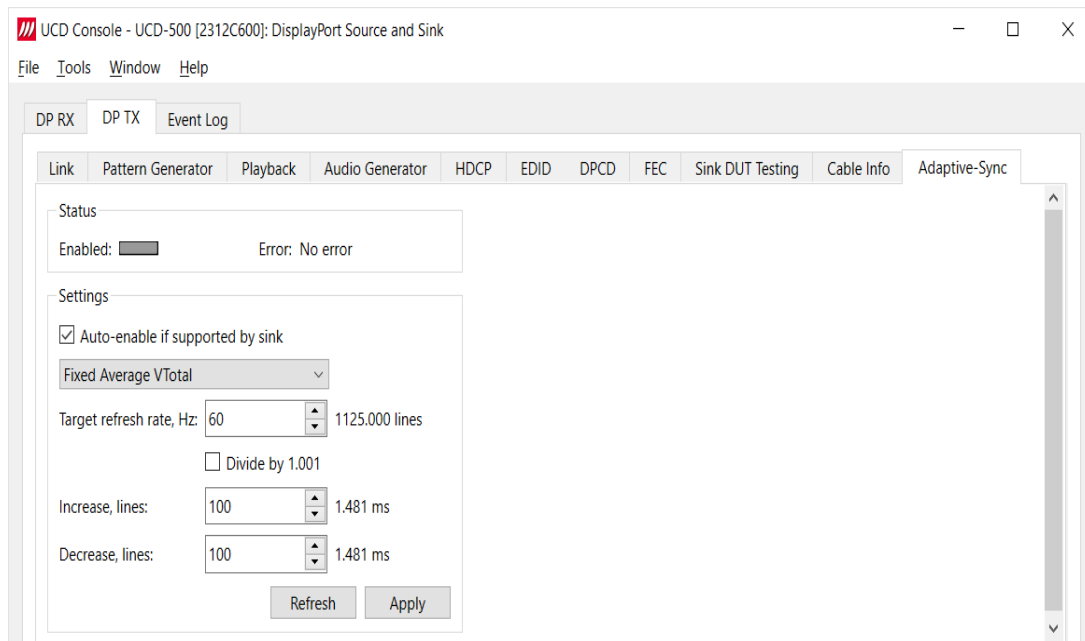 UCD Console - UCD-500 [2312C600]: DisplayPort Source and Sink
File Tools Window Help
DP RX DP TX Event Log
Link Pattern Generator Playback Audio Generator HDCP EDID DPCD FEC Sink DUT Testing Cable Info Adaptive-Sync
Status
Enabled: Error: No error
Settings
Auto-enable if supported by sink
Fixed Average VTotal
Target refresh rate, Hz: 60 1125.000 lines
Divide by 1.001
Increase, lines: 100 1.481 ms
Decrease, lines: 100 1.481 ms
Refresh Apply